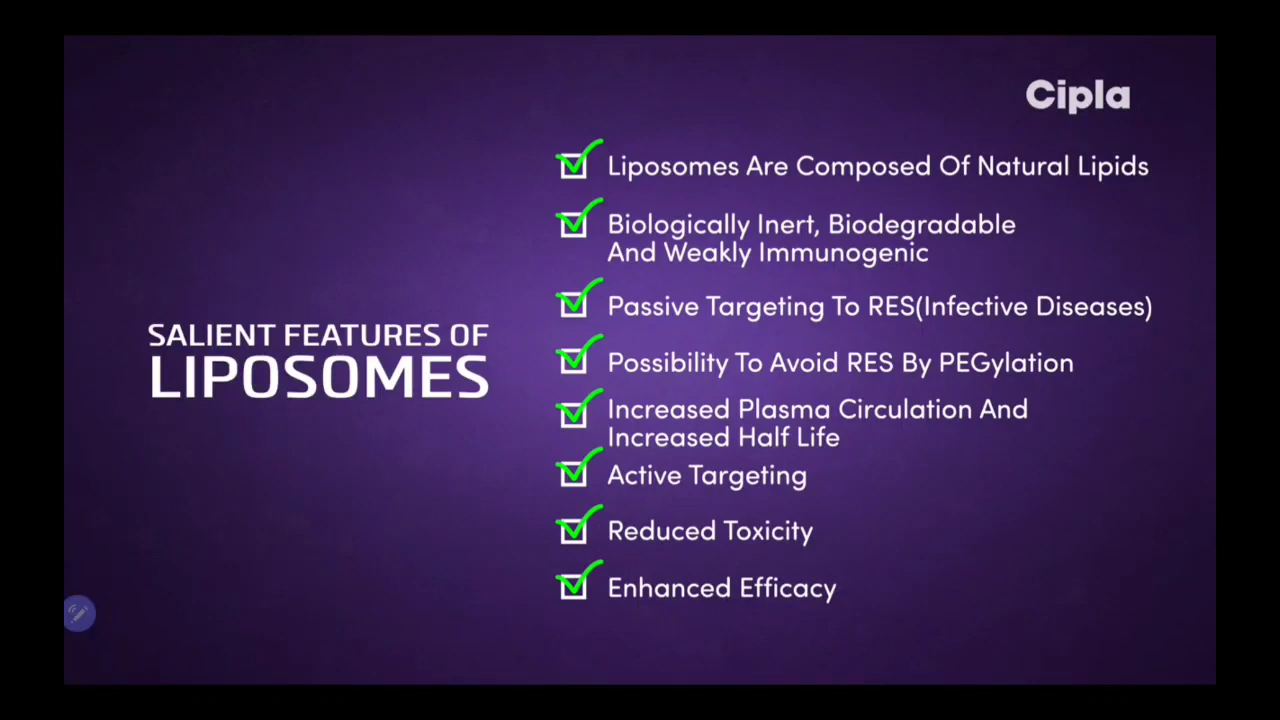 Cipla
SALIENT FEATURES OF
LIPOSOMES
Liposomes Are Composed Of Natural Lipids
Biologically Inert, Biodegradable
And Weakly Immunogenic
Passive Targeting To RES(Infective Diseases)
Possibility To Avoid RES By PEGylation
Increased Plasma Circulation And
Increased Half Life
Active Targeting
Reduced Toxicity
Enhanced Efficacy